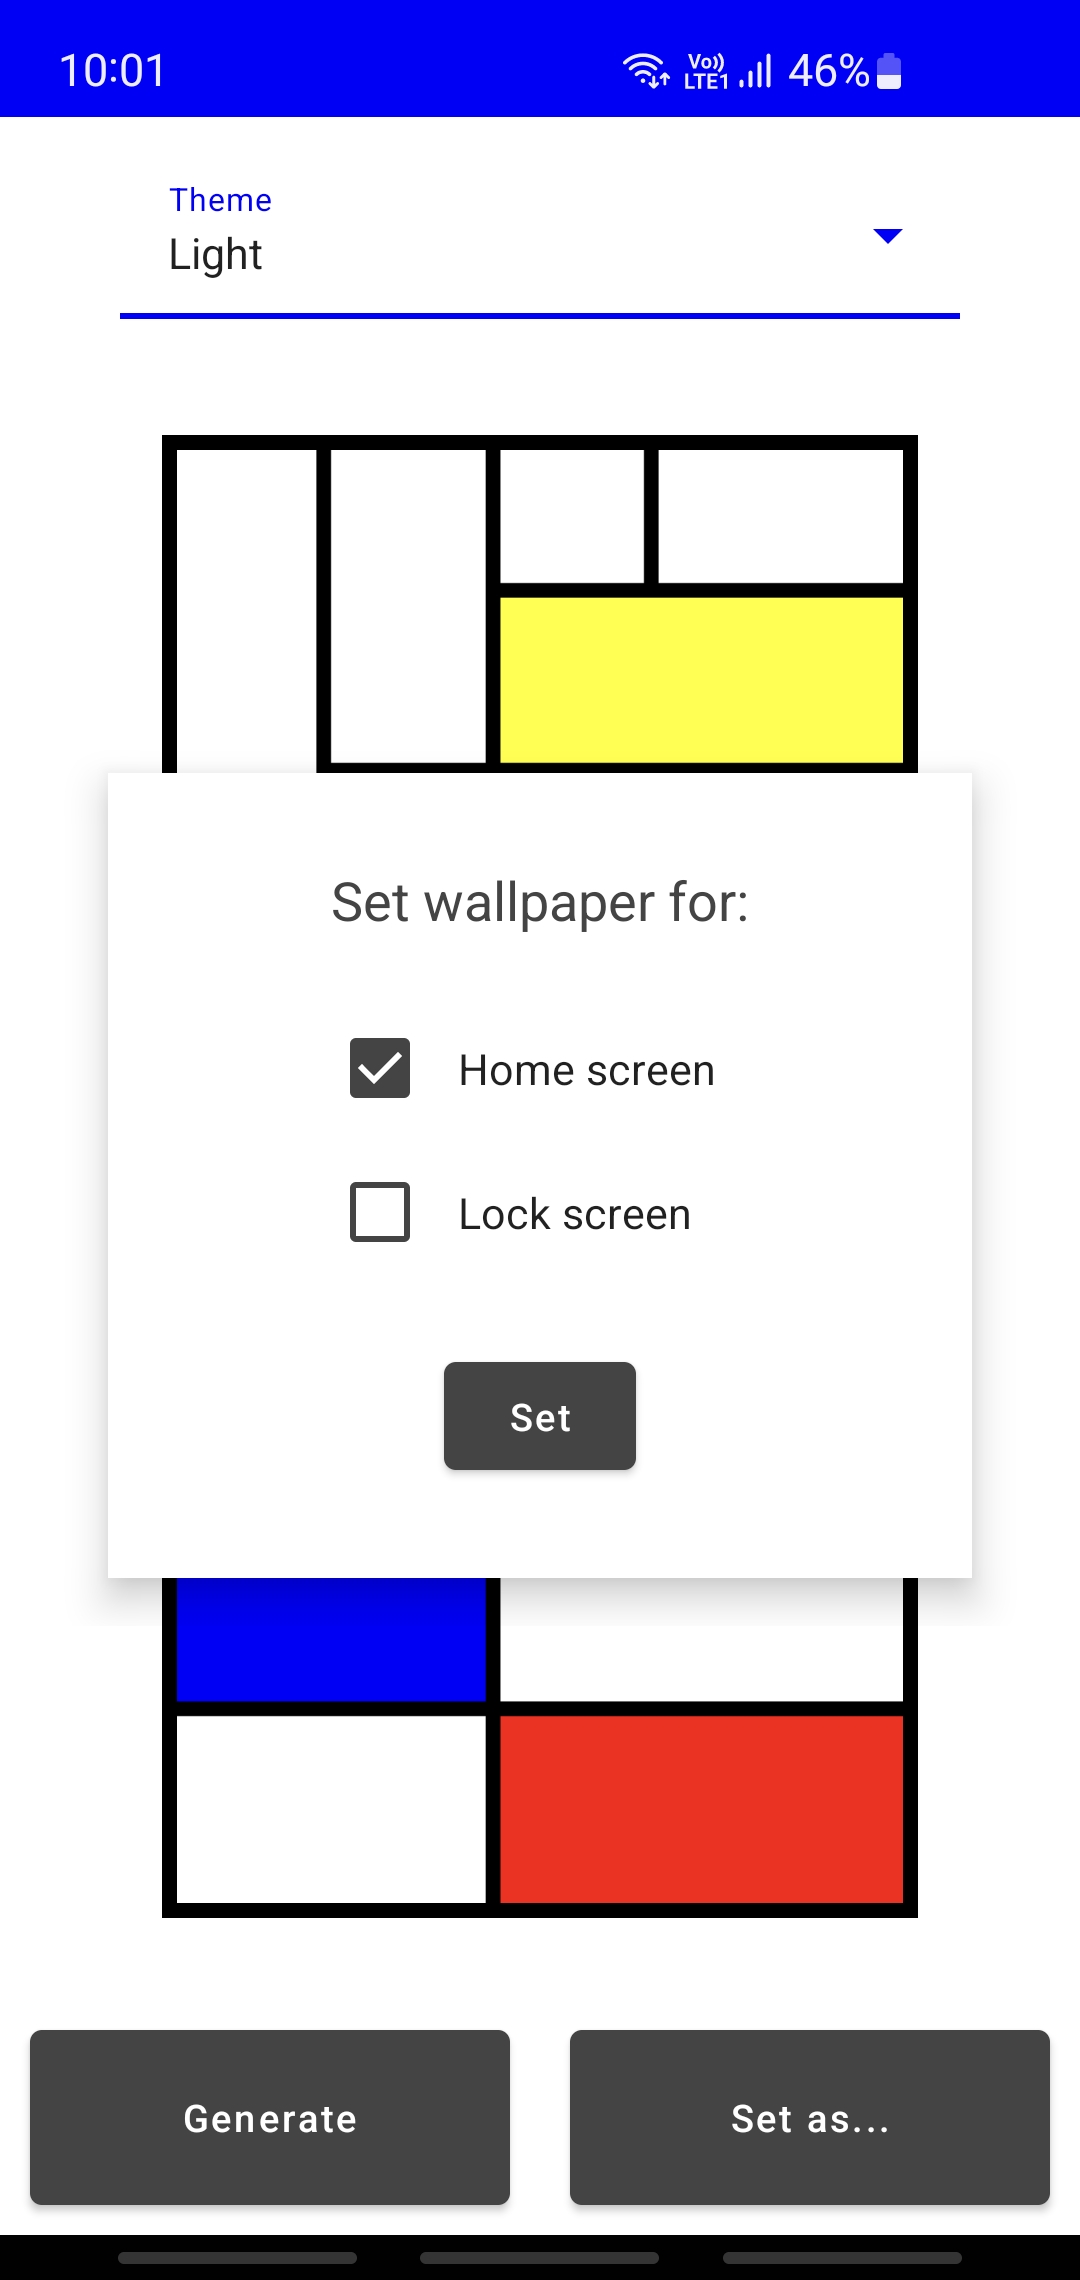 10:01 Vo)) LTE1 46%
Theme
Light
Set wallpaper for:
Home screen
Lock screen
Set
Generate
Set as...